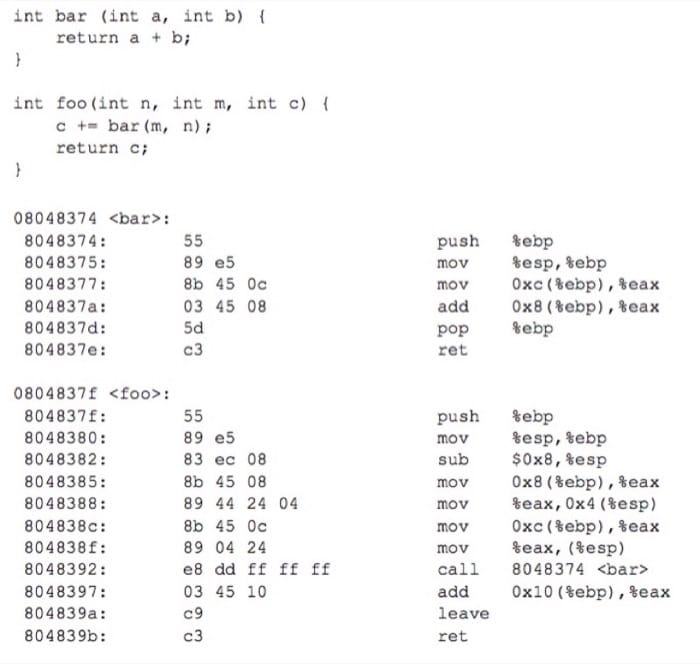 int bar (int a, int b) {
    return a + b;
}

int foo(int n, int m, int c) {
    c += bar(m, n);
    return c;
}

08048374 <bar>:
 8048374:	55	push	%ebp
 8048375:	89 e5	mov	%esp,%ebp
 8048377:	8b 45 0c	mov	0xc(%ebp),%eax
 804837a:	03 45 08	add	0x8(%ebp),%eax
 804837d:	5d	pop	%ebp
 804837e:	c3	ret

0804837f <foo>:
 804837f:	55	push	%ebp
 8048380:	89 e5	mov	%esp,%ebp
 8048382:	83 ec 08	sub	$0x8,%esp
 8048385:	8b 45 08	mov	0x8(%ebp),%eax
 8048388:	89 44 24 04	mov	%eax,0x4(%esp)
 804838c:	8b 45 0c	mov	0xc(%ebp),%eax
 804838f:	89 04 24	mov	%eax,(%esp)
 8048392:	e8 dd ff ff ff	call	8048374 <bar>
 8048397:	03 45 10	add	0x10(%ebp),%eax
 804839a:	c9	leave
 804839b:	c3	ret